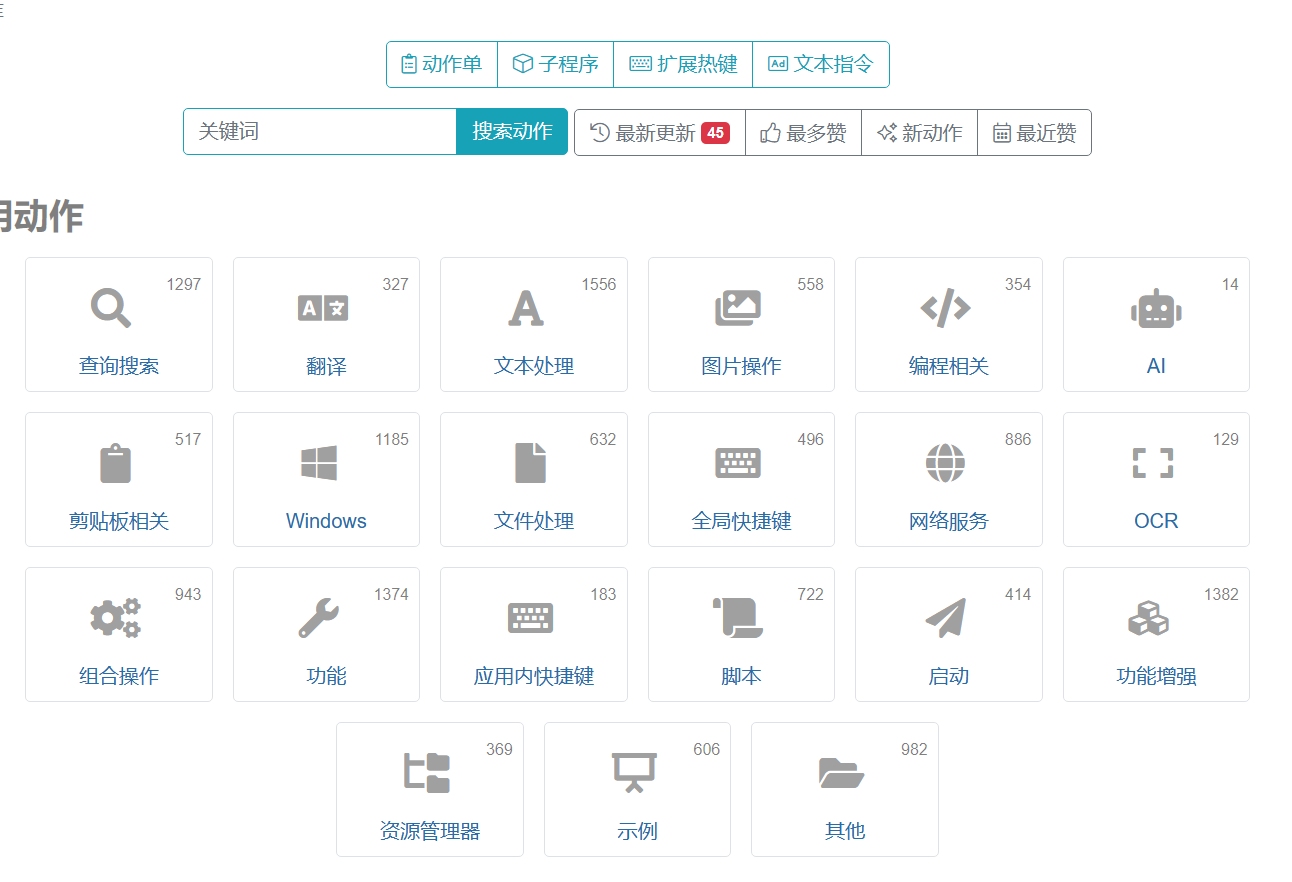 动作单 子程序 扩展热键 Ad 文本指令
关键词 搜索动作 最新更新 45 最多赞 新动作 最近赞
用动作
1297 327 1556 558 354 14
查询搜索 翻译 文本处理 图片操作 编程相关 AI
517 1185 632 496 886 129
剪贴板相关 Windows 文件处理 全局快捷键 网络服务 OCR
943 1374 183 722 414 1382
组合操作 功能 应用内快捷键 脚本 启动 功能增强
369 606 982
资源管理器 示例 其他